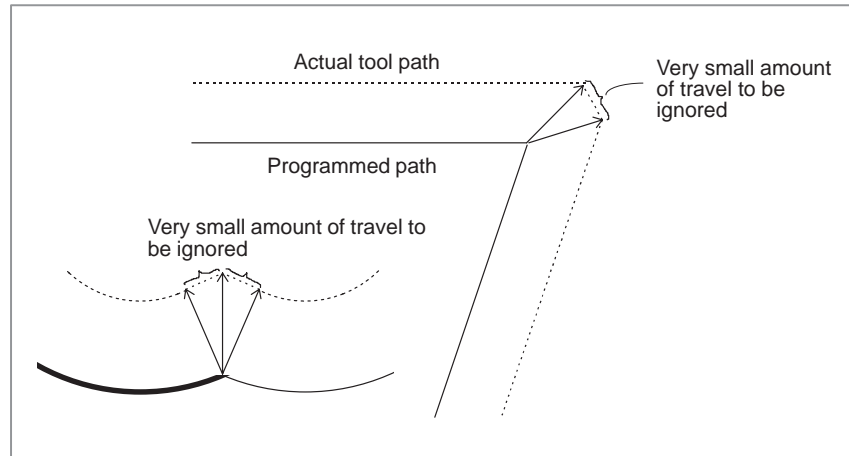 Actual tool path
Very small amount
of travel to be
ignored
Programmed path
Very small amount of travel to
be ignored